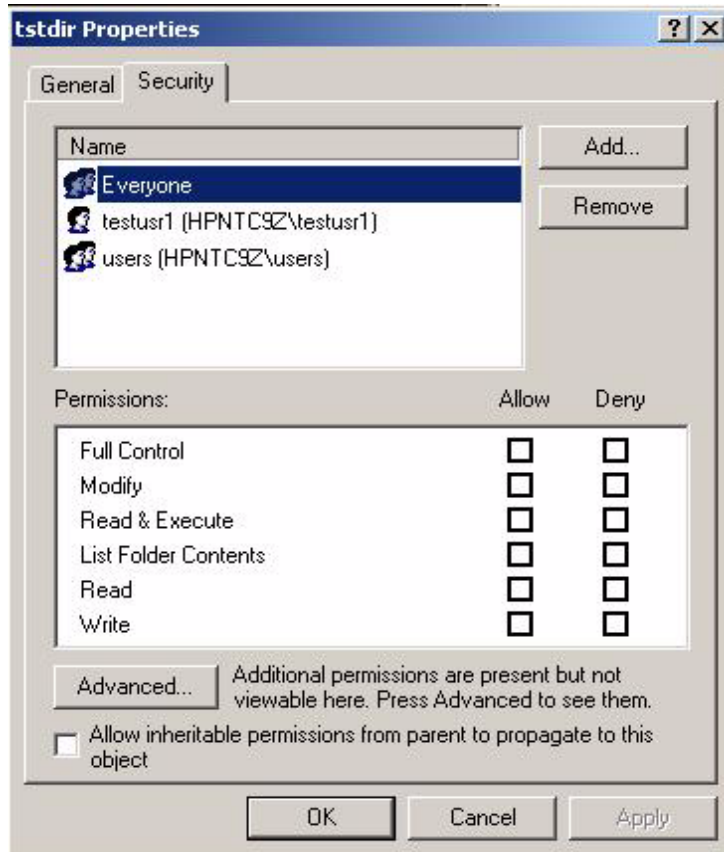 tstdir Properties
General
Security
Name
Add...
Everyone
Remove
testusr1 (HPNTC9Z\testusr1)
users (HPNTC9Z\users)
Permissions:
Allow
Deny
Full Control
Modify
Read & Execute
List Folder Contents
Read
Write
Advanced...
Additional permissions are present but not
viewable here. Press Advanced to see them.
Allow inheritable permissions from parent to propagate to this
object
OK
Cancel
Apply